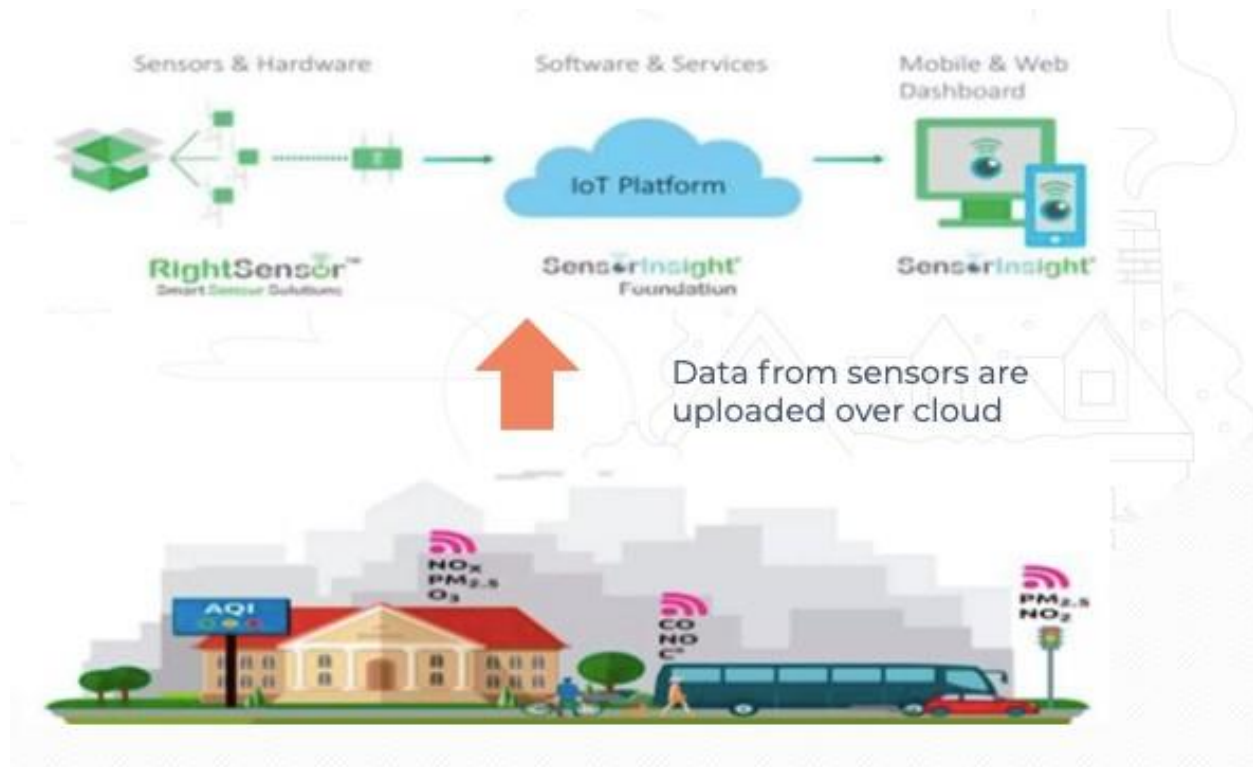 Sensors & Hardware
Software & Services
Mobile & Web
Dashboard
IoT Platform
RightSensor™
Smart Sensor Solutions
SensorInsight®
Foundation
SensorInsight®
Data from sensors are
uploaded over cloud
NOx
PM2.5
O3
AQI
CO
NO
PM2.5
NO2